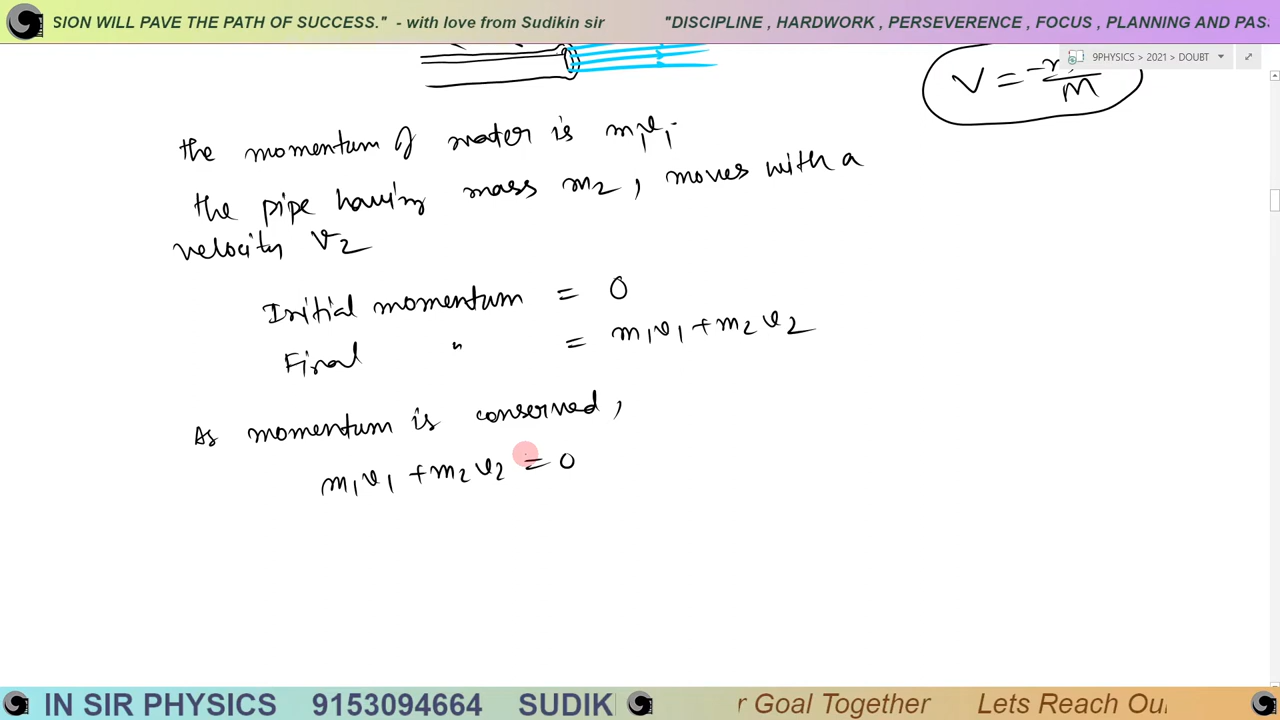 SION WILL PAVE THE PATH OF SUCCESS." - with love from Sudikin sir "DISCIPLINE , HARDWORK , PERSEVERENCE , FOCUS , PLANNING AND PAS
9PHYSICS > 2021 > DOUBT
V = M
the momentum of water is m₁v₁.
the pipe having mass m₂, moves with a
velocity v₂
Initial momentum = 0
Final " = m₁v₁ + m₂v₂
As momentum is conserved,
m₁v₁ + m₂v₂ = 0
IN SIR PHYSICS 9153094664 SUDIK r Goal Together Lets Reach Ou